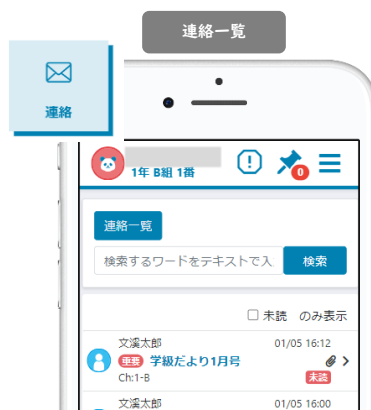 連絡一覧
連絡
1年 B組 1番
0
連絡一覧
検索するワードをテキストで入
検索
未読 のみ表示
文溪太郎 01/05 16:12
重要 学級だより1月号
Ch:1-B 未読
文溪太郎 01/05 16:00